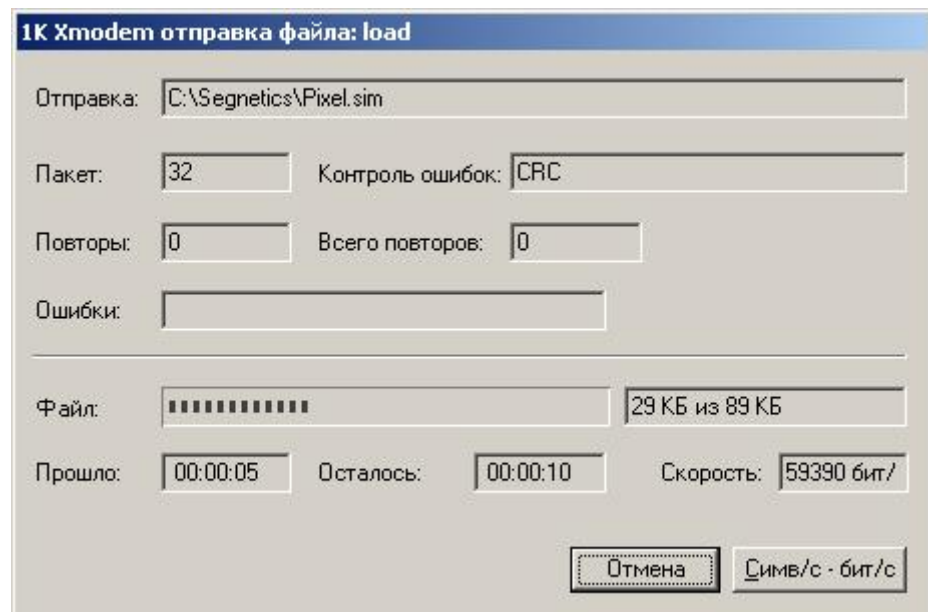 1K Xmodem отправка файла: load
Отправка: C:\Segnetics\Pixel.sim
Пакет: 32 Контроль ошибок: CRC
Повторы: 0 Всего повторов: 0
Ошибки:
Файл: 29 КБ из 89 КБ
Прошло: 00:00:05 Осталось: 00:00:10 Скорость: 59390 бит/
Отмена Симв/с - бит/с